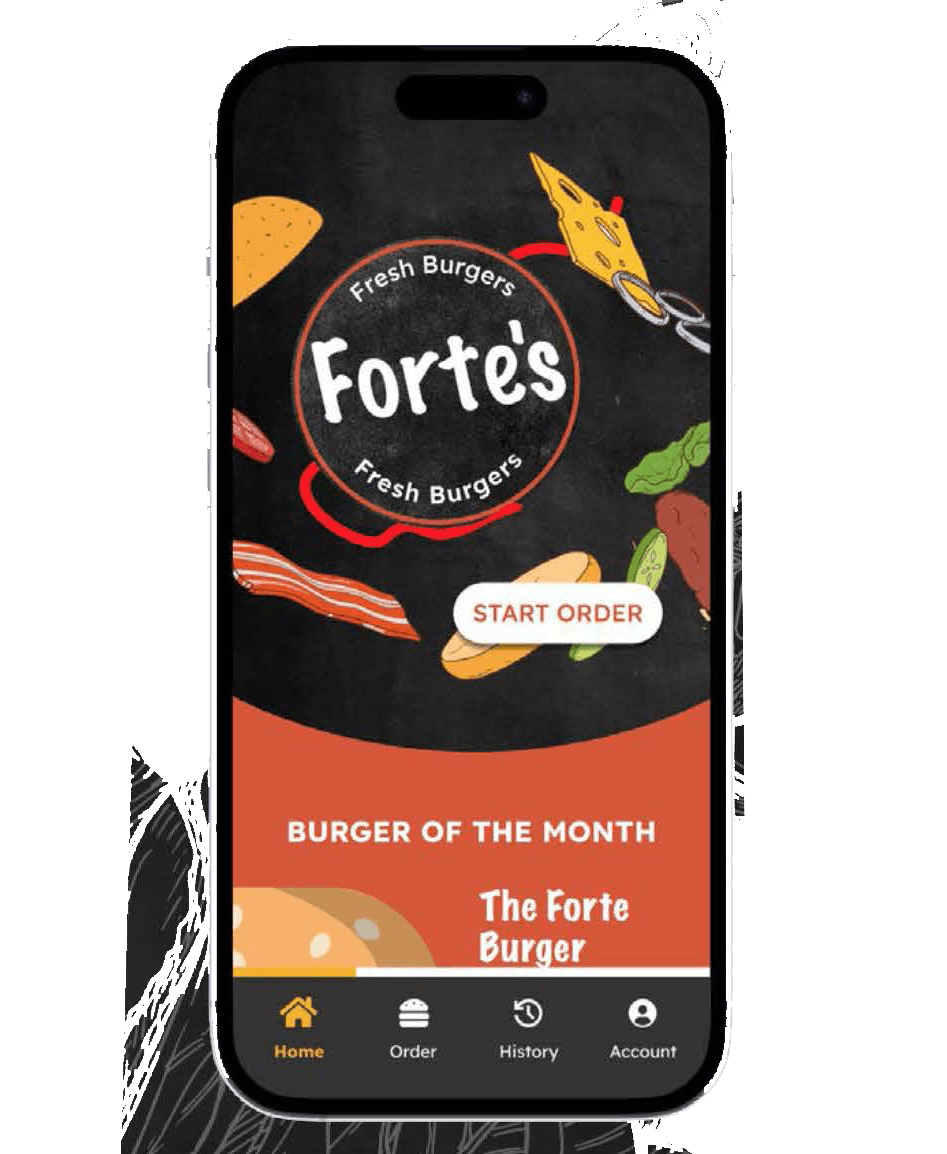 Fresh Burgers
Forte's
Fresh Burgers
START ORDER
BURGER OF THE MONTH
The Forte
Burger
Home
Order
History
Account